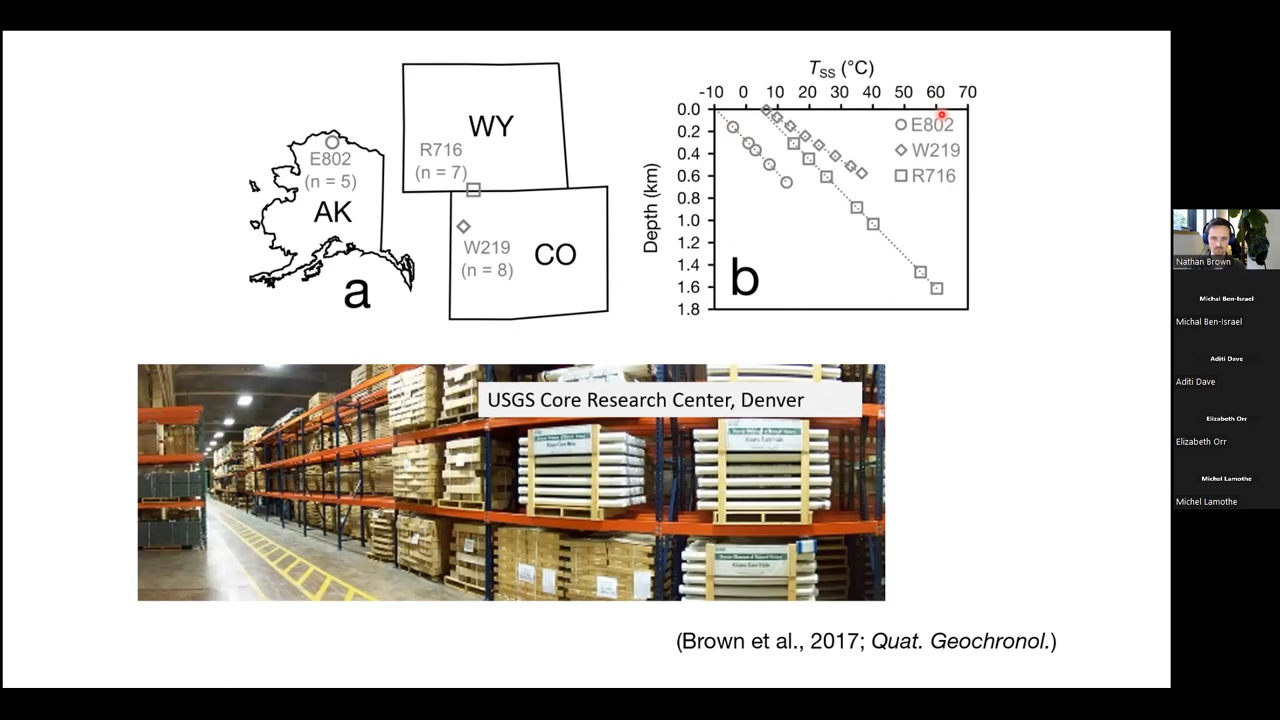 WY
R716
(n = 7)
E802
(n = 5)
AK
W219
(n = 8)
CO
a
TSS (°C)
-10 0 10 20 30 40 50 60 70
Depth (km)
0.0
0.2
0.4
0.6
0.8
1.0
1.2
1.4
1.6
1.8
E802
W219
R716
b
USGS Core Research Center, Denver
(Brown et al., 2017; Quat. Geochronol.)
Nathan Brown
Michal Ben-Israel
Michal Ben-Israel
Aditi Dave
Aditi Dave
Elizabeth Orr
Elizabeth Orr
Michel Lamothe
Michel Lamothe